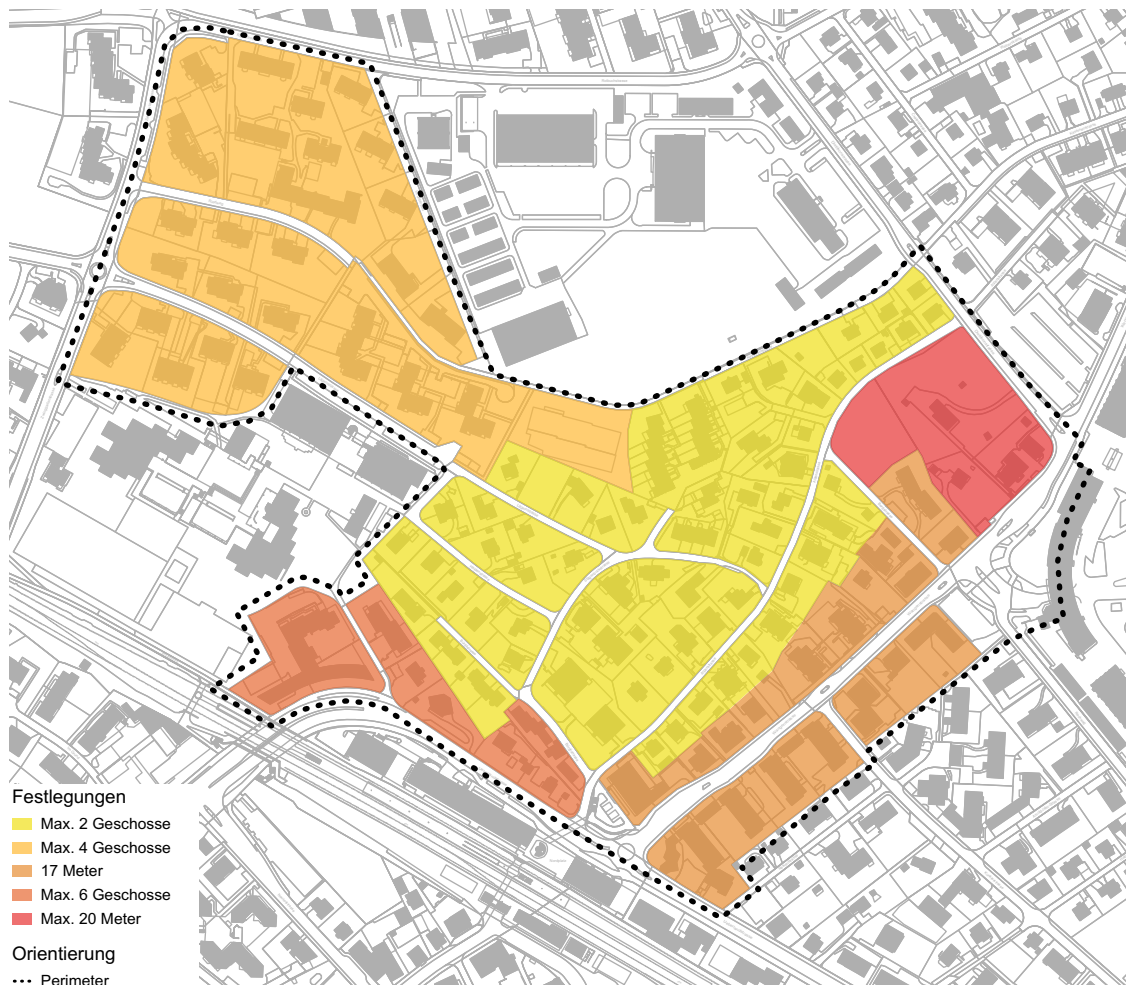 Festlegungen
Max. 2 Geschosse
Max. 4 Geschosse
17 Meter
Max. 6 Geschosse
Max. 20 Meter
Orientierung
Perimeter